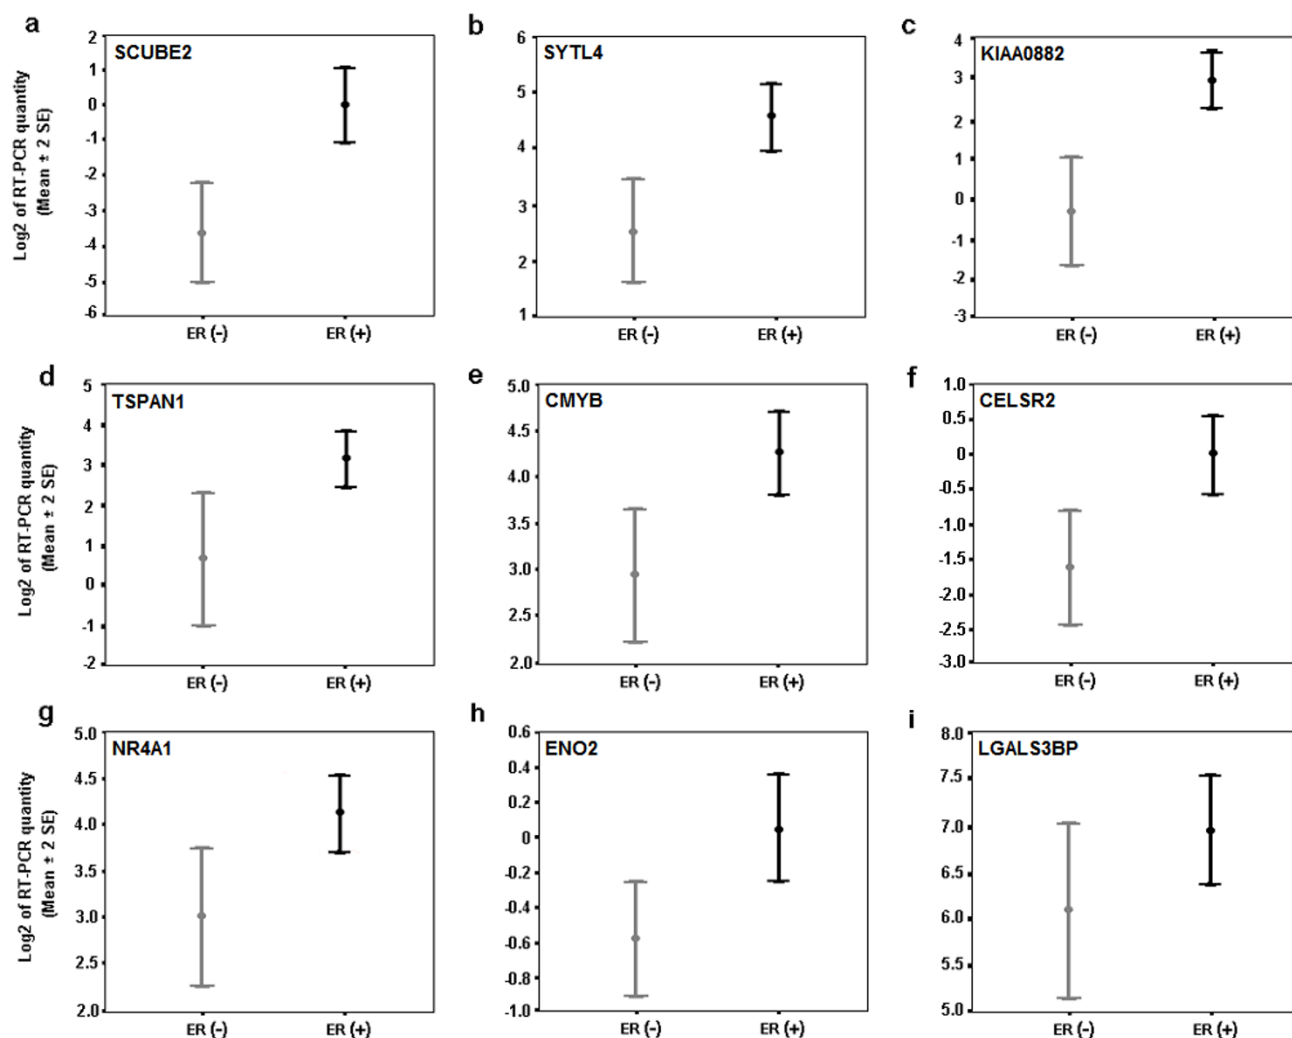 a
SCUBE2
Log2 of RT-PCR quantity
(Mean ± 2 SE)
2
1
0
-1
-2
-3
-4
-5
-6
ER (-)
ER (+)
b
SYTL4
6
5
4
3
2
1
ER (-)
ER (+)
c
KIAA0882
4
3
2
1
0
-1
-2
-3
ER (-)
ER (+)
d
TSPAN1
Log2 of RT-PCR quantity
(Mean ± 2 SE)
5
4
3
2
1
0
-1
-2
ER (-)
ER (+)
e
CMYB
5.0
4.5
4.0
3.5
3.0
2.5
2.0
ER (-)
ER (+)
f
CELSR2
1.0
0.5
0
-0.5
-1.0
-1.5
-2.0
-2.5
-3.0
ER (-)
ER (+)
g
NR4A1
Log2 of RT-PCR quantity
(Mean ± 2 SE)
5.0
4.5
4.0
3.5
3.0
2.5
2.0
ER (-)
ER (+)
h
ENO2
0.6
0.4
0.2
0
-0.2
-0.4
-0.6
-0.8
-1.0
ER (-)
ER (+)
i
LGALS3BP
8.0
7.5
7.0
6.5
6.0
5.5
5.0
ER (-)
ER (+)